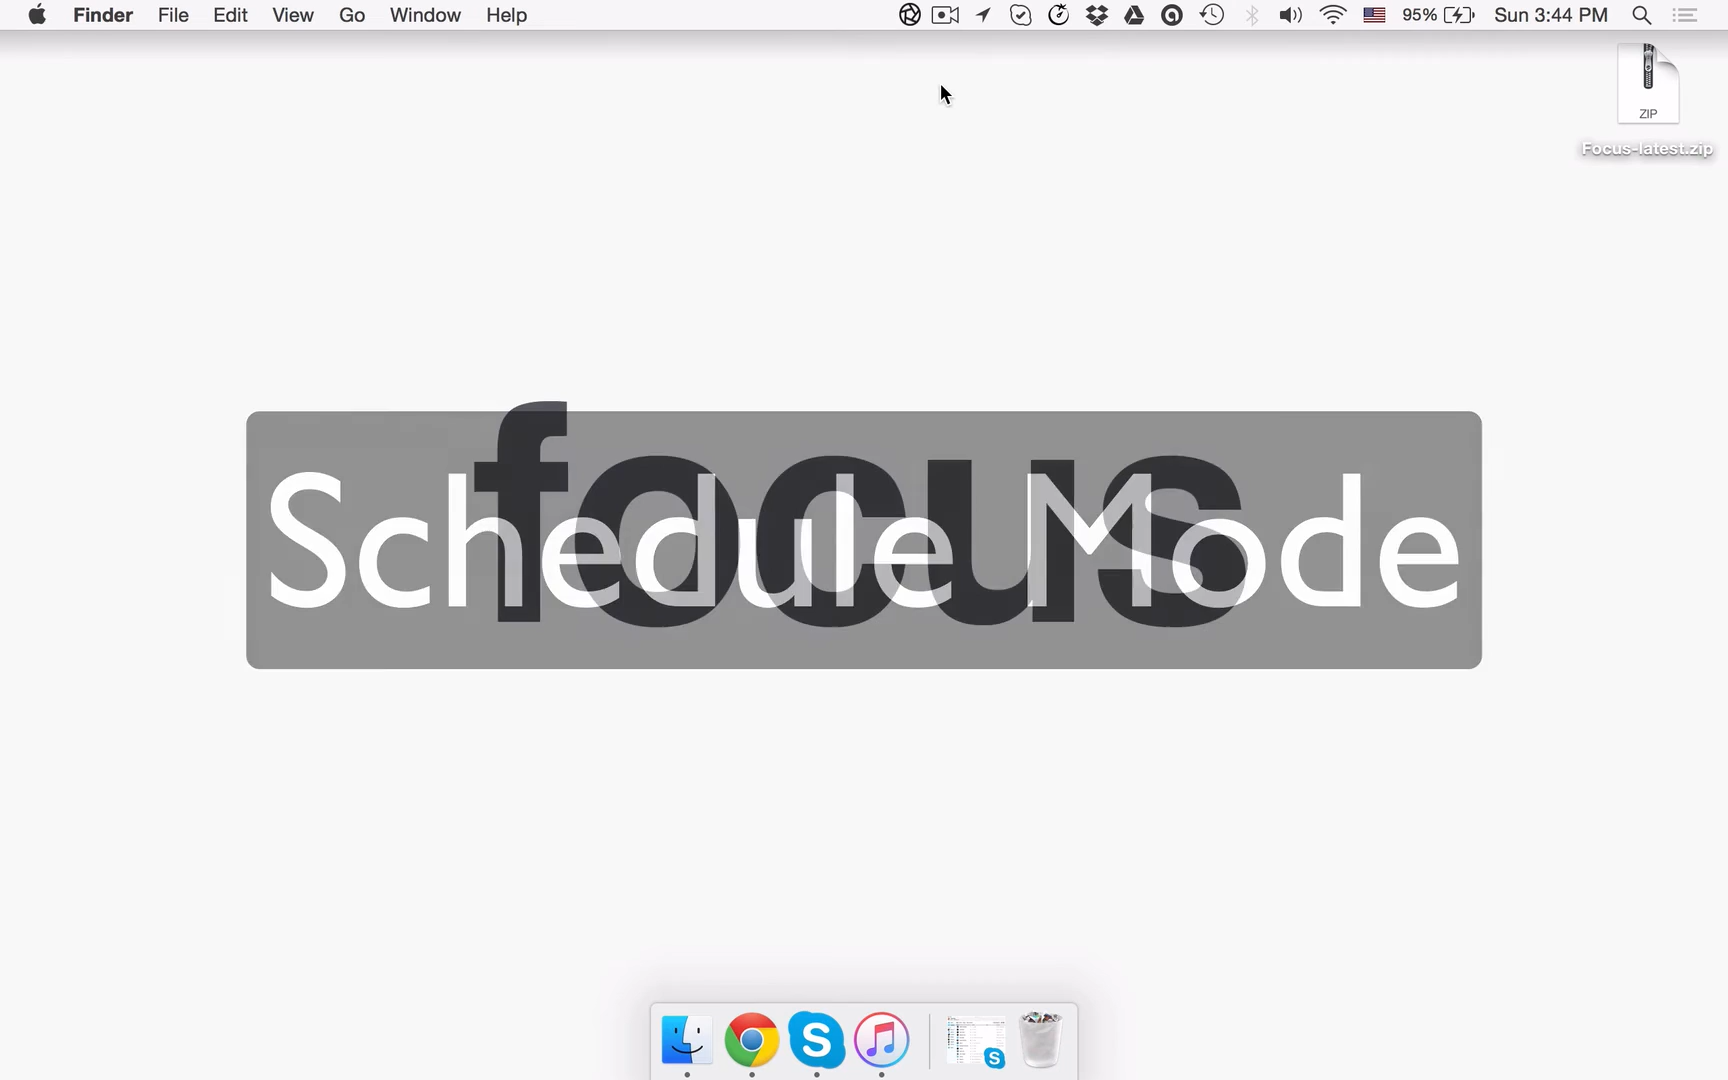 Finder File Edit View Go Window Help 95% Sun 3:44 PM
ZIP
Focus-latest.zip
focus
Schedule Mode